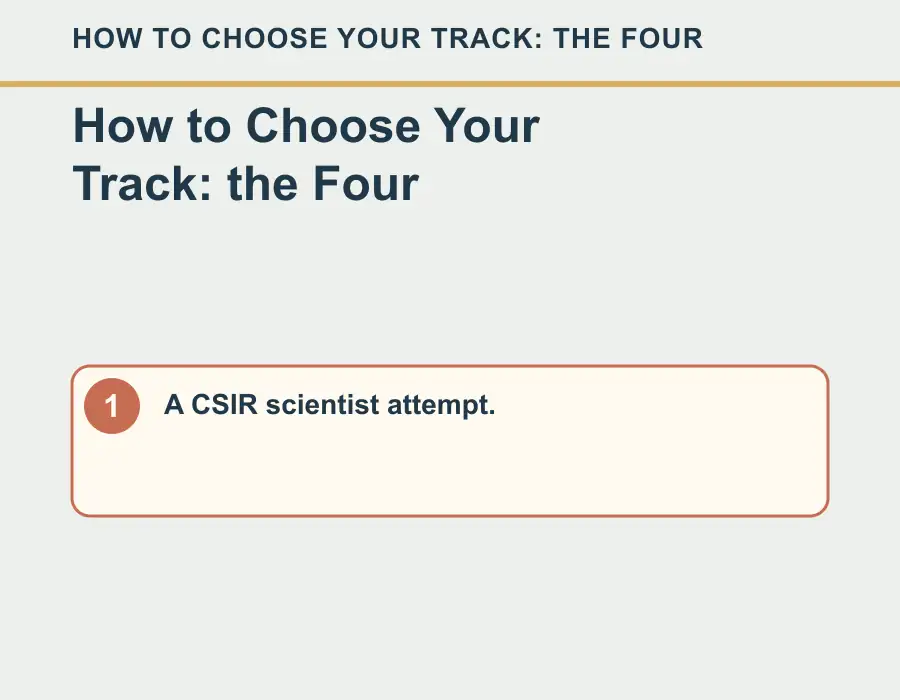 HOW TO CHOOSE YOUR TRACK: THE FOUR
How to Choose Your
Track: the Four
1
A CSIR scientist attempt.